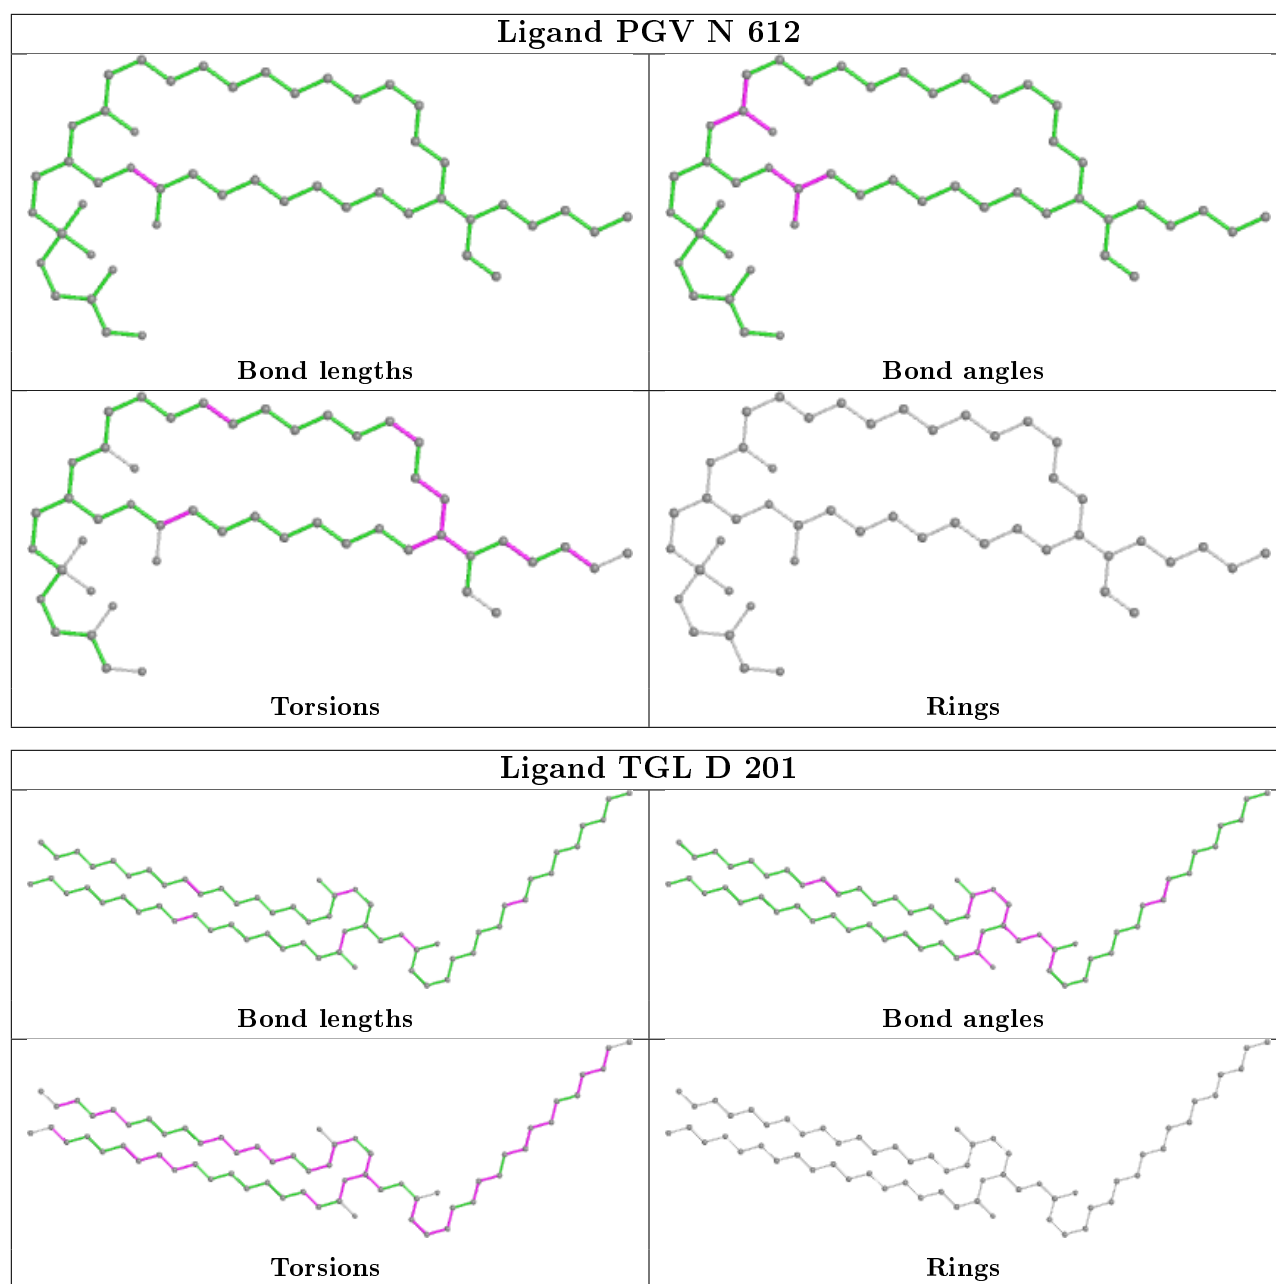 Ligand PGV N 612
Bond lengths
Bond angles
Torsions
Rings
Ligand TGL D 201
Bond lengths
Bond angles
Torsions
Rings